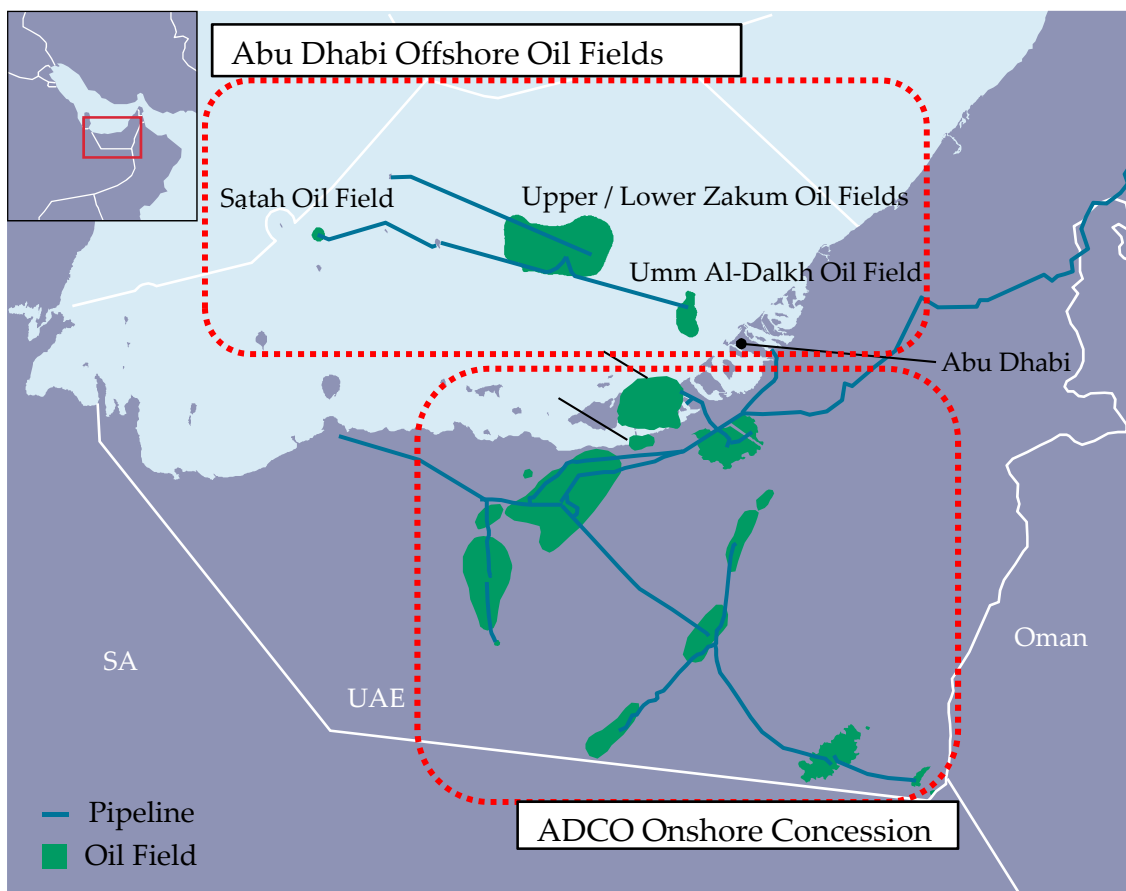 Abu Dhabi Offshore Oil Fields
Satah Oil Field
Upper / Lower Zakum Oil Fields
Umm Al-Dalkh Oil Field
Abu Dhabi
SA
UAE
Oman
Pipeline
Oil Field
ADCO Onshore Concession